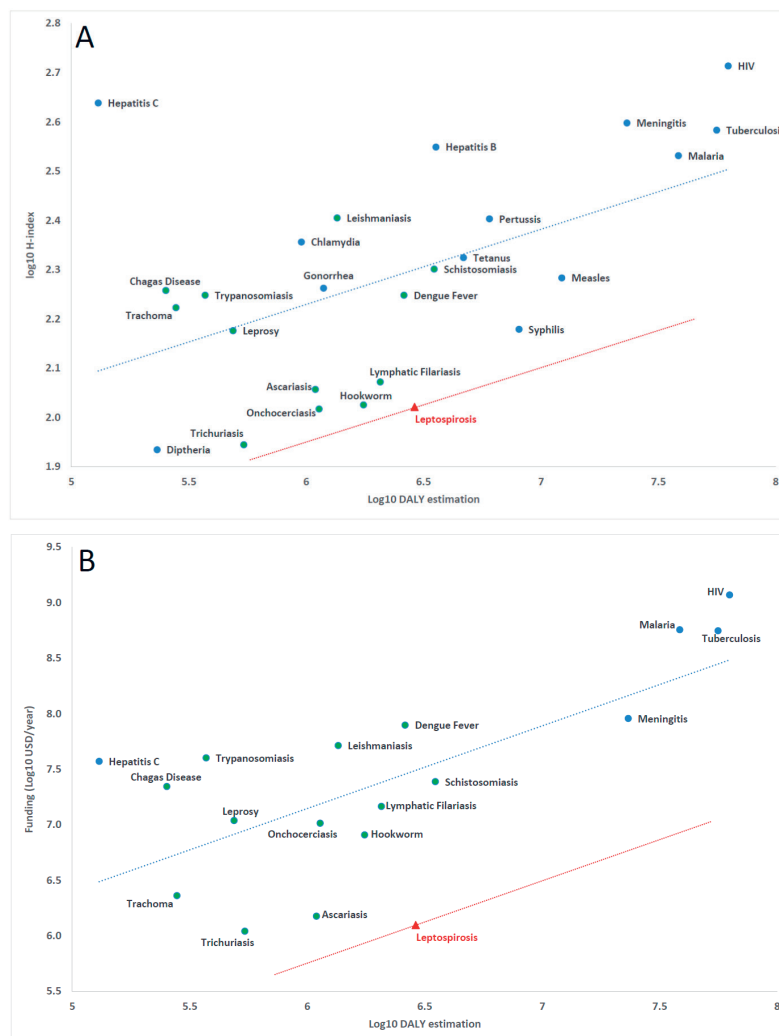 A
2.8
2.7
2.6
2.5
2.4
2.3
2.2
2.1
2.0
1.9
log10 H-index
HIV
Hepatitis C
Meningitis
Tuberculosi
Hepatitis B
Malaria
Leishmaniasis
Pertussis
Chlamydia
Tetanus
Schistosomiasis
Gonorrhea
Measles
Chagas Disease
Trypanosomiasis
Dengue Fever
Trachoma
Leprosy
Syphilis
Lymphatic Filariasis
Ascariasis
Hookworm
Onchocerciasis
Leptospirosis
Trichuriasis
Diptheria
5 5.5 6 6.5 7 7.5 8
Log10 DALY estimation
B
9.5
9.0
8.5
8.0
7.5
7.0
6.5
6.0
5.5
Funding (Log10 USD/year)
HIV
Malaria
Tuberculosis
Dengue Fever
Meningitis
Leishmaniasis
Hepatitis C
Trypanosomiasis
Chagas Disease
Schistosomiasis
Leprosy
Lymphatic Filariasis
Onchocerciasis
Hookworm
Trachoma
Ascariasis
Trichuriasis
Leptospirosis
5 5.5 6 6.5 7 7.5 8
Log10 DALY estimation